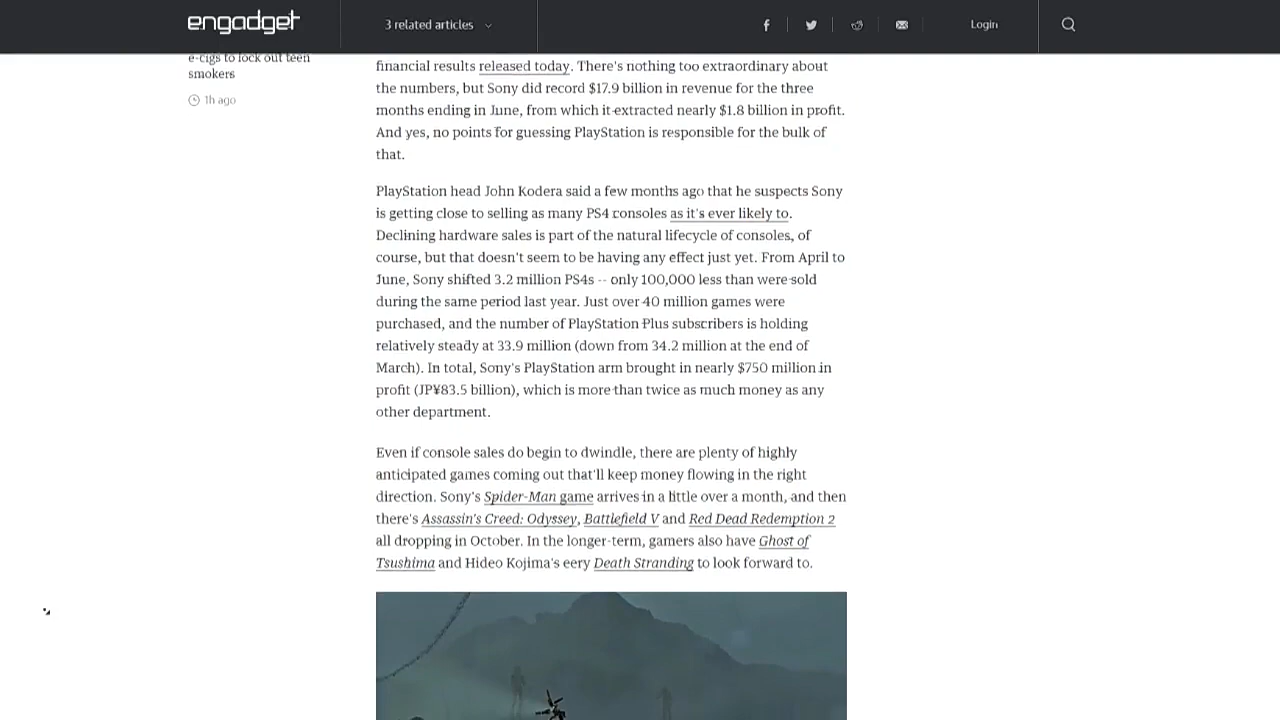 engadget
3 related articles
Login
e-cigs to lock out teen
smokers
1h ago
financial results released today. There's nothing too extraordinary about
the numbers, but Sony did record $17.9 billion in revenue for the three
months ending in June, from which it extracted nearly $1.8 billion in profit.
And yes, no points for guessing PlayStation is responsible for the bulk of
that.
PlayStation head John Kodera said a few months ago that he suspects Sony
is getting close to selling as many PS4 consoles as it's ever likely to.
Declining hardware sales is part of the natural lifecycle of consoles, of
course, but that doesn't seem to be having any effect just yet. From April to
June, Sony shifted 3.2 million PS4s -- only 100,000 less than were sold
during the same period last year. Just over 40 million games were
purchased, and the number of PlayStation Plus subscribers is holding
relatively steady at 33.9 million (down from 34.2 million at the end of
March). In total, Sony's PlayStation arm brought in nearly $750 million in
profit (JP¥83.5 billion), which is more than twice as much money as any
other department.
Even if console sales do begin to dwindle, there are plenty of highly
anticipated games coming out that'll keep money flowing in the right
direction. Sony's Spider-Man game arrives in a little over a month, and then
there's Assassin's Creed: Odyssey, Battlefield V and Red Dead Redemption 2
all dropping in October. In the longer-term, gamers also have Ghost of
Tsushima and Hideo Kojima's eery Death Stranding to look forward to.